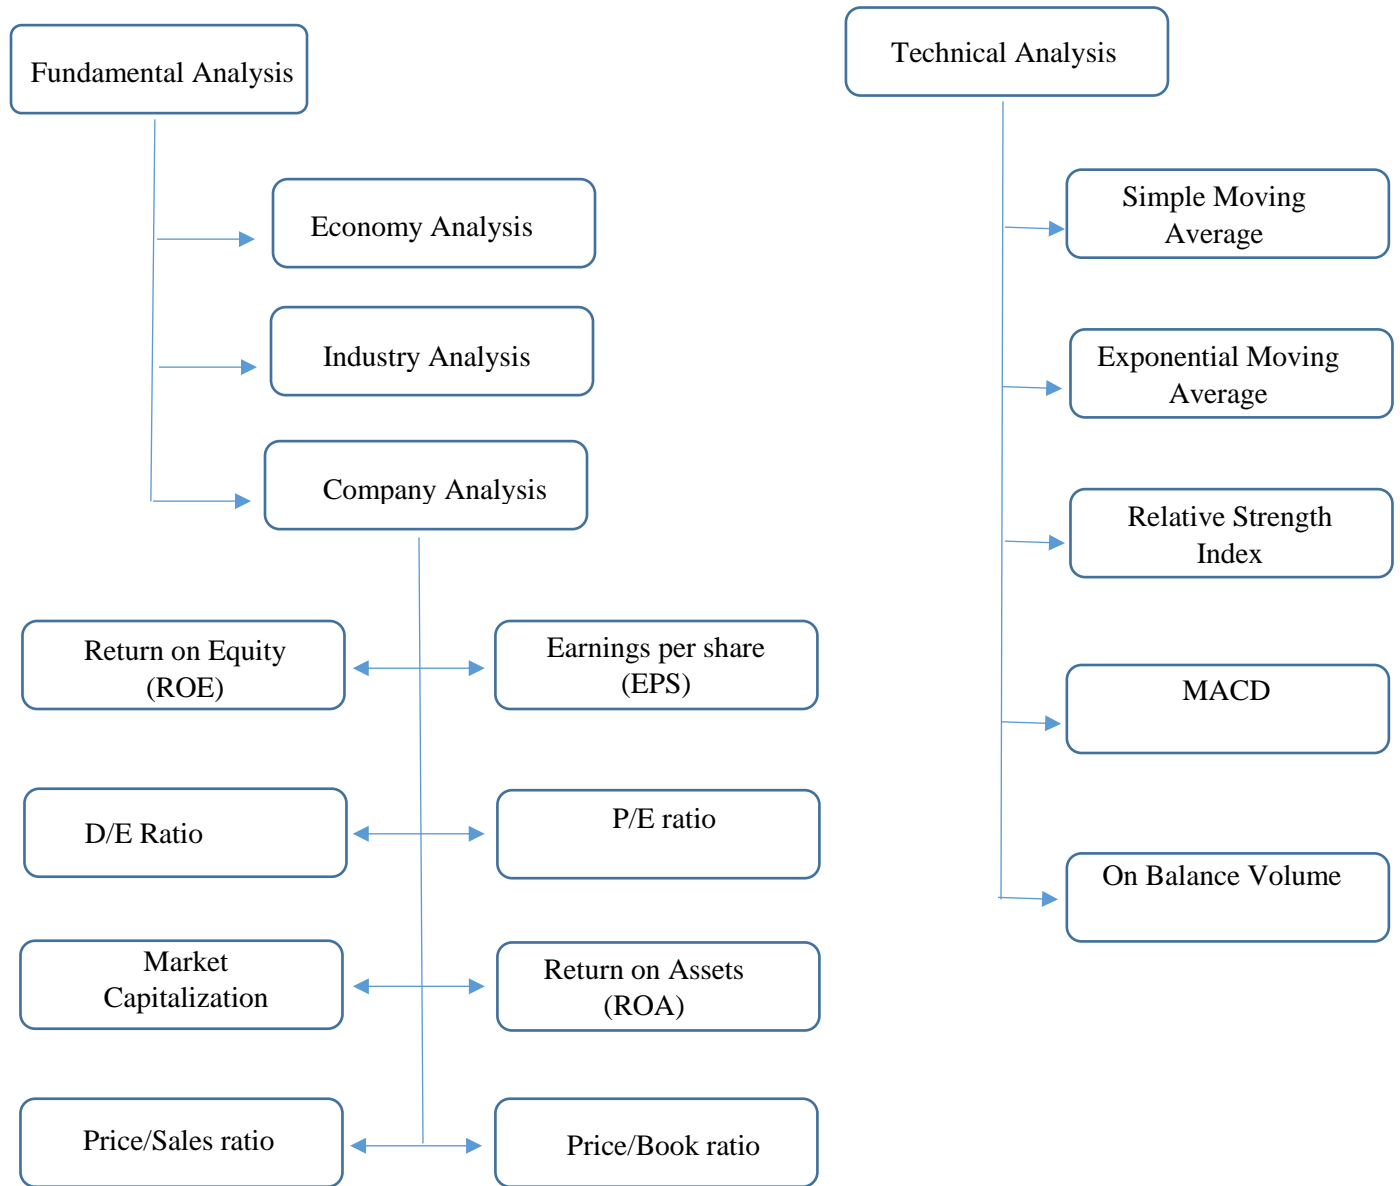 Fundamental Analysis
Economy Analysis
Industry Analysis
Company Analysis
Return on Equity
(ROE)
Earnings per share
(EPS)
D/E Ratio
P/E ratio
Market
Capitalization
Return on Assets
(ROA)
Price/Sales ratio
Price/Book ratio
Technical Analysis
Simple Moving
Average
Exponential Moving
Average
Relative Strength
Index
MACD
On Balance Volume